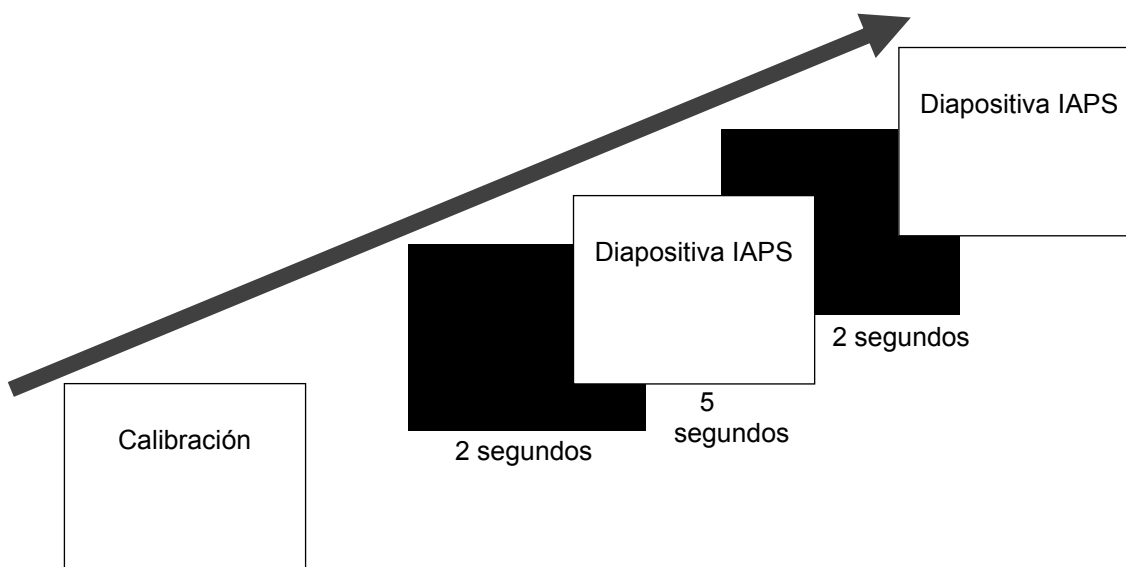 Diapositiva IAPS
Diapositiva IAPS
2 segundos
5
segundos
Calibración
2 segundos